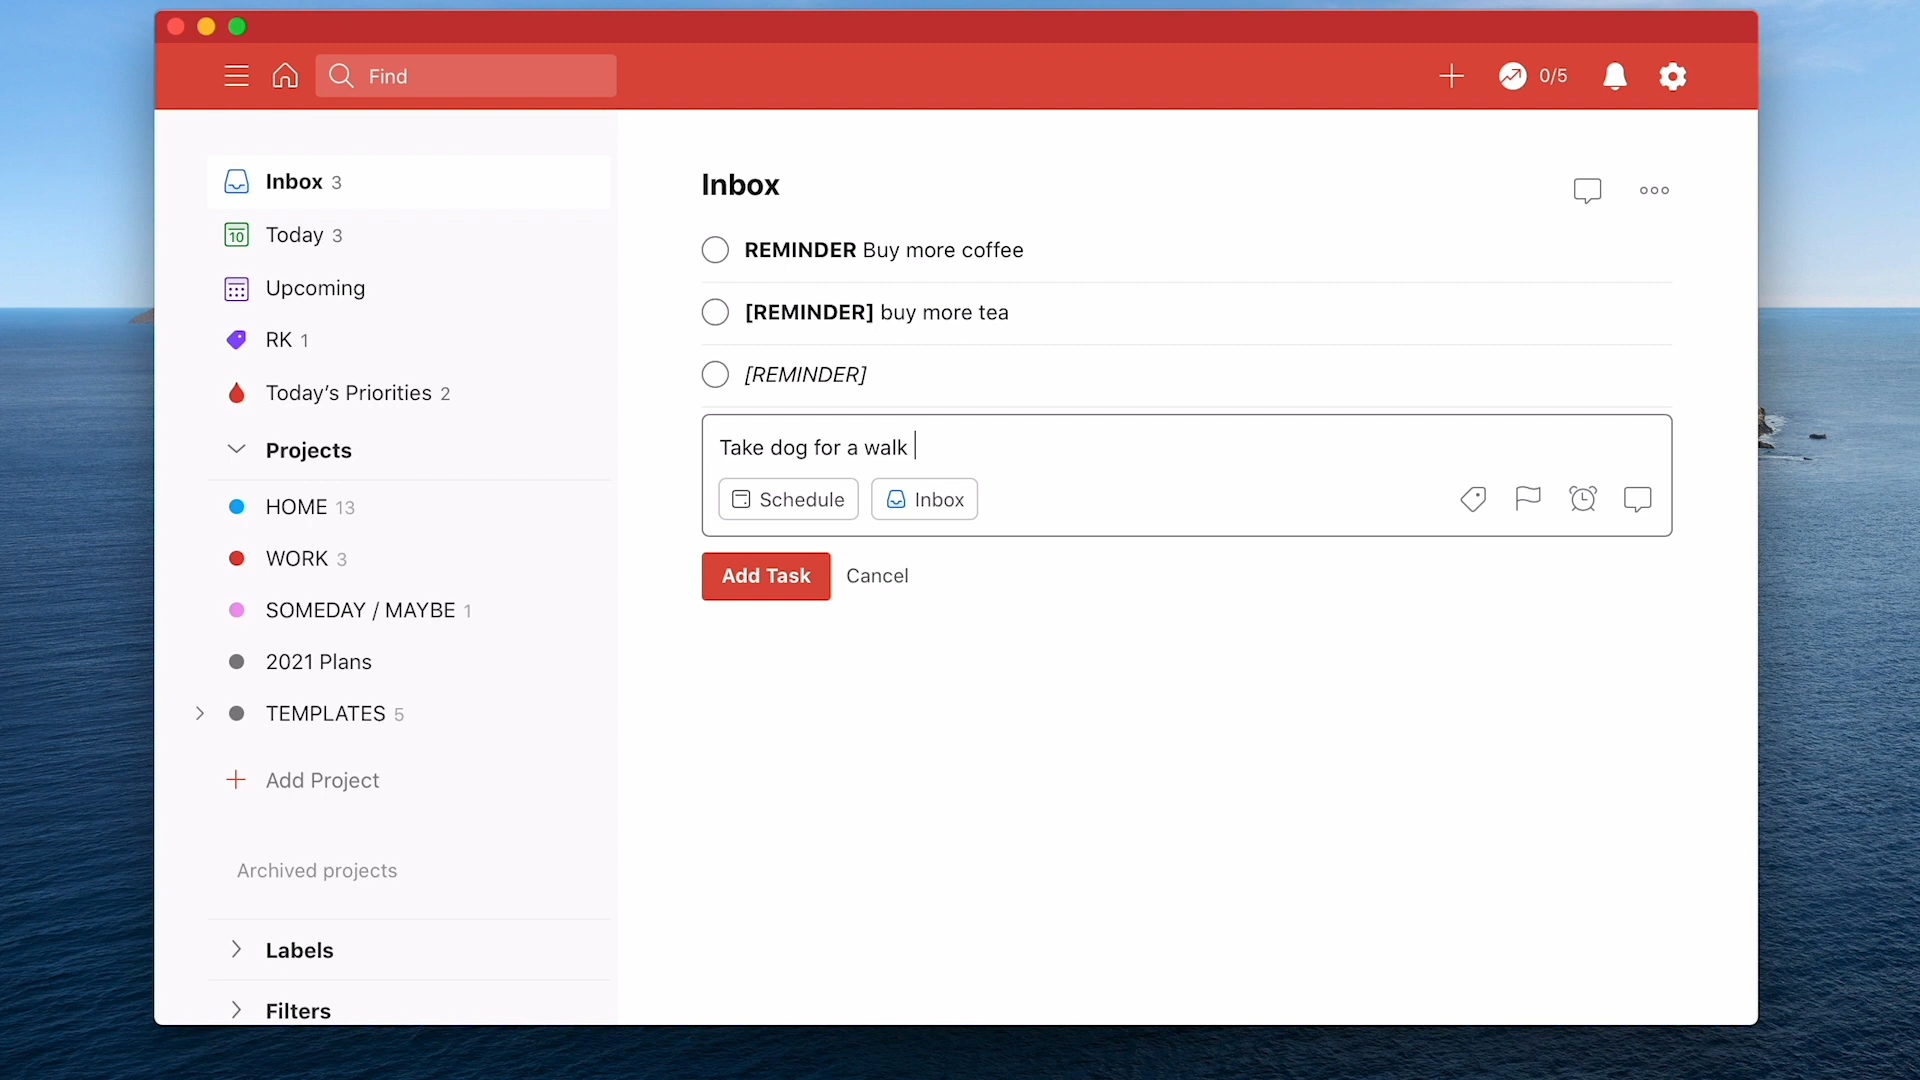 Find
0/5
Inbox 3
10
Today 3
Upcoming
RK 1
Today’s Priorities 2
Projects
HOME 13
WORK 3
SOMEDAY / MAYBE 1
2021 Plans
TEMPLATES 5
Add Project
Archived projects
Labels
Filters
Inbox
REMINDER Buy more coffee
[REMINDER] buy more tea
[REMINDER]
Take dog for a walk
Schedule
Inbox
Add Task
Cancel